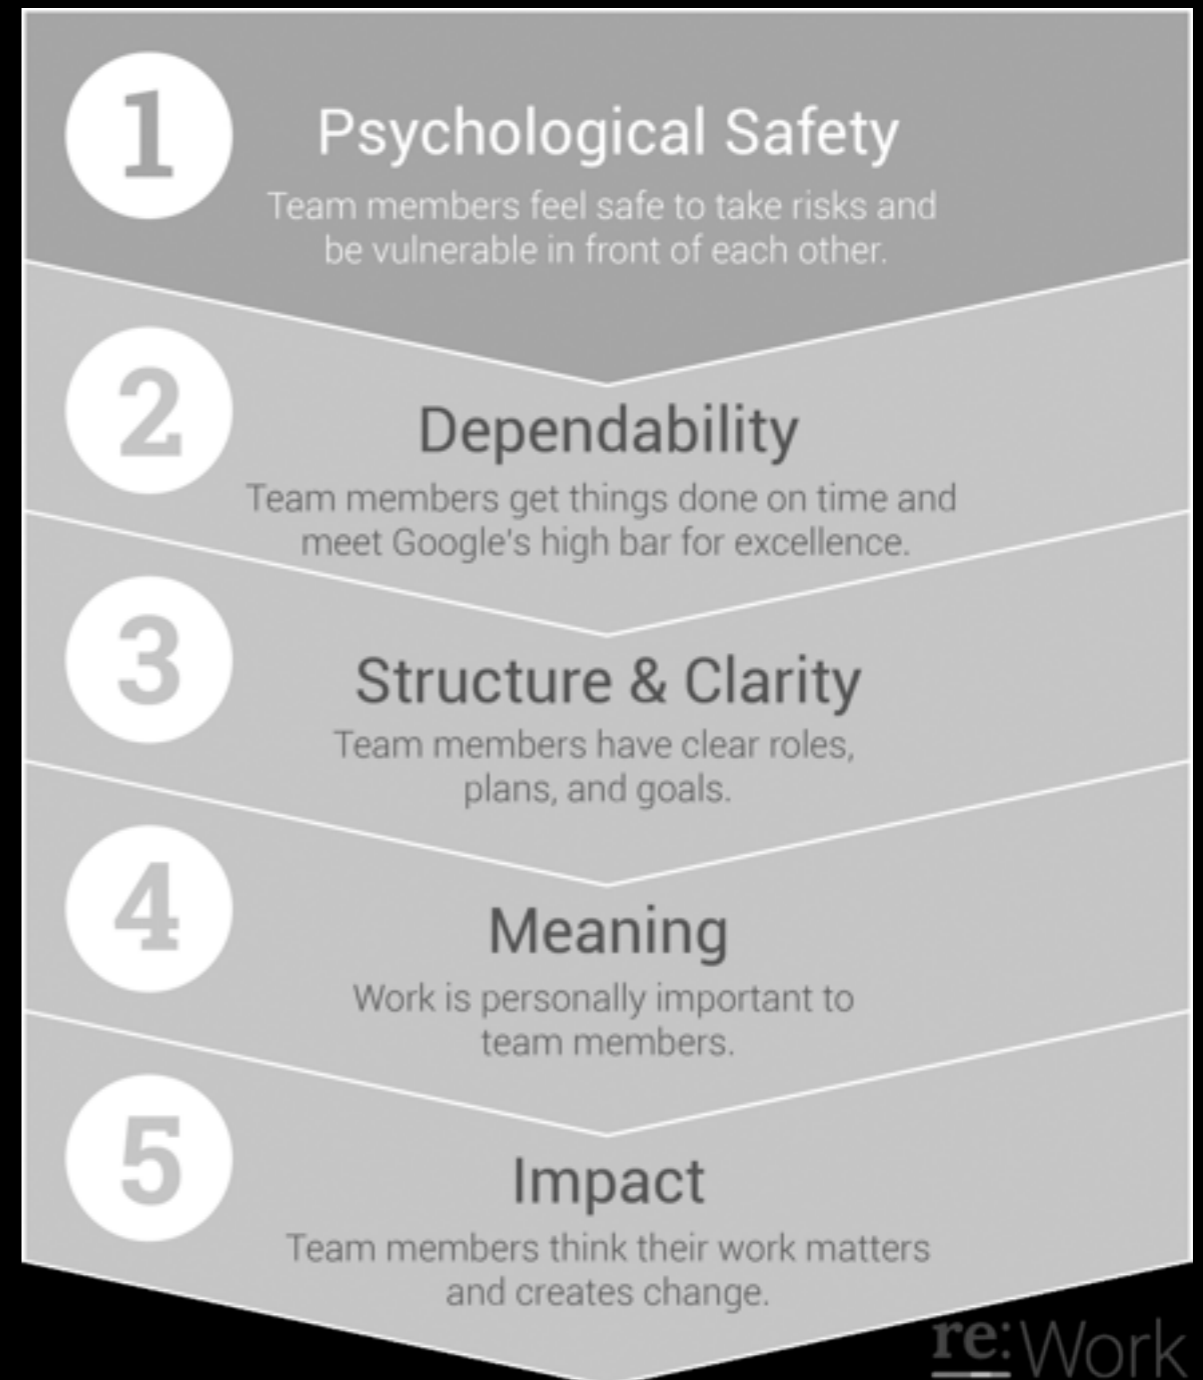 1
Psychological Safety
Team members feel safe to take risks and
be vulnerable in front of each other.
2
Dependability
Team members get things done on time and
meet Google's high bar for excellence.
3
Structure & Clarity
Team members have clear roles,
plans, and goals.
4
Meaning
Work is personally important to
team members.
5
Impact
Team members think their work matters
and creates change.
re:Work